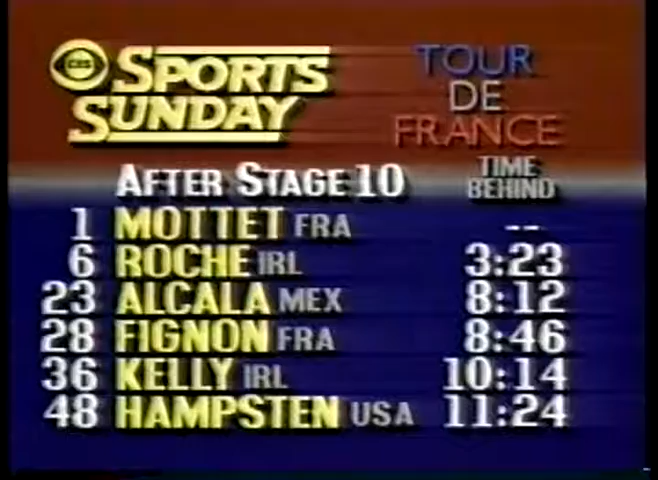 CBS SPORTS
SUNDAY
TOUR
DE
FRANCE
AFTER STAGE 10
TIME
BEHIND
1 MOTTET FRA --
6 ROCHE IRL 3:23
23 ALCALA MEX 8:12
28 FIGNON FRA 8:46
36 KELLY IRL 10:14
48 HAMPSTEN USA 11:24